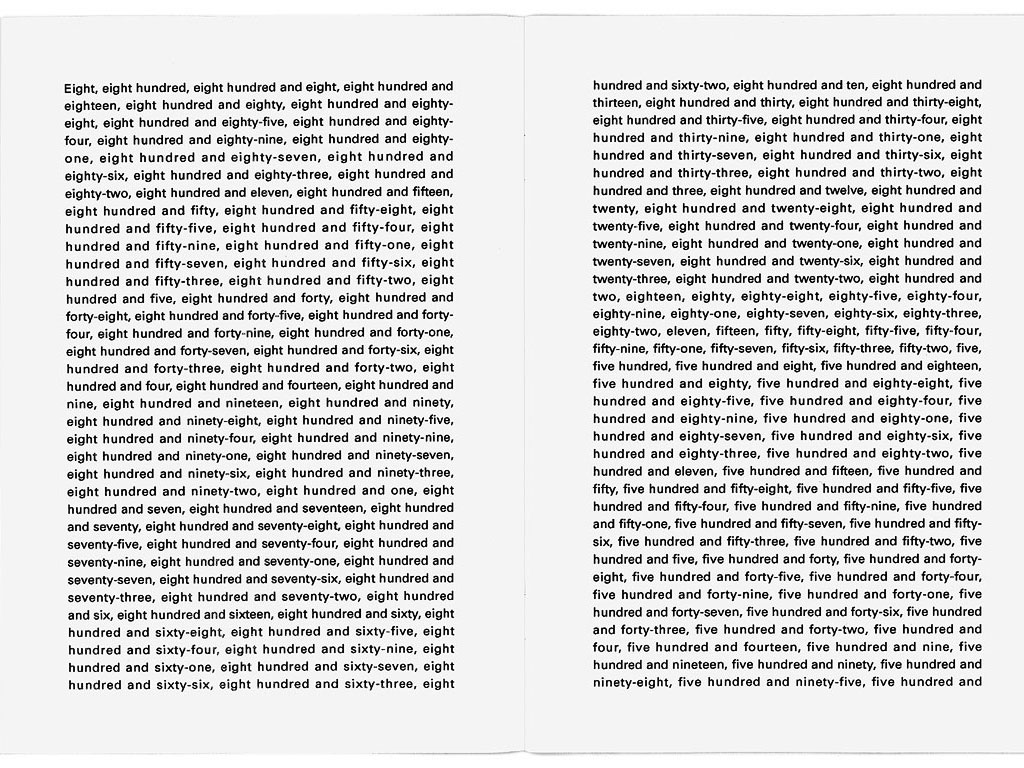 Eight, eight hundred, eight hundred and eight, eight hundred and
eighteen, eight hundred and eighty, eight hundred and eighty-
eight, eight hundred and eighty-five, eight hundred and eighty-
four, eight hundred and eighty-nine, eight hundred and eighty-
one, eight hundred and eighty-seven, eight hundred and
eighty-six, eight hundred and eighty-three, eight hundred and
eighty-two, eight hundred and eleven, eight hundred and fifteen,
eight hundred and fifty, eight hundred and fifty-eight, eight
hundred and fifty-five, eight hundred and fifty-four, eight
hundred and fifty-nine, eight hundred and fifty-one, eight
hundred and fifty-seven, eight hundred and fifty-six, eight
hundred and fifty-three, eight hundred and fifty-two, eight
hundred and five, eight hundred and forty, eight hundred and
forty-eight, eight hundred and forty-five, eight hundred and forty-
four, eight hundred and forty-nine, eight hundred and forty-one,
eight hundred and forty-seven, eight hundred and forty-six, eight
hundred and forty-three, eight hundred and forty-two, eight
hundred and four, eight hundred and fourteen, eight hundred and
nine, eight hundred and nineteen, eight hundred and ninety,
eight hundred and ninety-eight, eight hundred and ninety-five,
eight hundred and ninety-four, eight hundred and ninety-nine,
eight hundred and ninety-one, eight hundred and ninety-seven,
eight hundred and ninety-six, eight hundred and ninety-three,
eight hundred and ninety-two, eight hundred and one, eight
hundred and seven, eight hundred and seventeen, eight hundred
and seventy, eight hundred and seventy-eight, eight hundred and
seventy-five, eight hundred and seventy-four, eight hundred and
seventy-nine, eight hundred and seventy-one, eight hundred and
seventy-seven, eight hundred and seventy-six, eight hundred and
seventy-three, eight hundred and seventy-two, eight hundred
and six, eight hundred and sixteen, eight hundred and sixty, eight
hundred and sixty-eight, eight hundred and sixty-five, eight
hundred and sixty-four, eight hundred and sixty-nine, eight
hundred and sixty-one, eight hundred and sixty-seven, eight
hundred and sixty-six, eight hundred and sixty-three, eight
hundred and sixty-two, eight hundred and ten, eight hundred and
thirteen, eight hundred and thirty, eight hundred and thirty-eight,
eight hundred and thirty-five, eight hundred and thirty-four, eight
hundred and thirty-nine, eight hundred and thirty-one, eight
hundred and thirty-seven, eight hundred and thirty-six, eight
hundred and thirty-three, eight hundred and thirty-two, eight
hundred and three, eight hundred and twelve, eight hundred and
twenty, eight hundred and twenty-eight, eight hundred and
twenty-five, eight hundred and twenty-four, eight hundred and
twenty-nine, eight hundred and twenty-one, eight hundred and
twenty-seven, eight hundred and twenty-six, eight hundred and
twenty-three, eight hundred and twenty-two, eight hundred and
two, eighteen, eighty, eighty-eight, eighty-five, eighty-four,
eighty-nine, eighty-one, eighty-seven, eighty-six, eighty-three,
eighty-two, eleven, fifteen, fifty, fifty-eight, fifty-five, fifty-four,
fifty-nine, fifty-one, fifty-seven, fifty-six, fifty-three, fifty-two, five,
five hundred, five hundred and eight, five hundred and eighteen,
five hundred and eighty, five hundred and eighty-eight, five
hundred and eighty-five, five hundred and eighty-four, five
hundred and eighty-nine, five hundred and eighty-one, five
hundred and eighty-seven, five hundred and eighty-six, five
hundred and eighty-three, five hundred and eighty-two, five
hundred and eleven, five hundred and fifteen, five hundred and
fifty, five hundred and fifty-eight, five hundred and fifty-five, five
hundred and fifty-four, five hundred and fifty-nine, five hundred
and fifty-one, five hundred and fifty-seven, five hundred and fifty-
six, five hundred and fifty-three, five hundred and fifty-two, five
hundred and five, five hundred and forty, five hundred and forty-
eight, five hundred and forty-five, five hundred and forty-four,
five hundred and forty-nine, five hundred and forty-one, five
hundred and forty-seven, five hundred and forty-six, five hundred
and forty-three, five hundred and forty-two, five hundred and
four, five hundred and fourteen, five hundred and nine, five
hundred and nineteen, five hundred and ninety, five hundred and
ninety-eight, five hundred and ninety-five, five hundred and